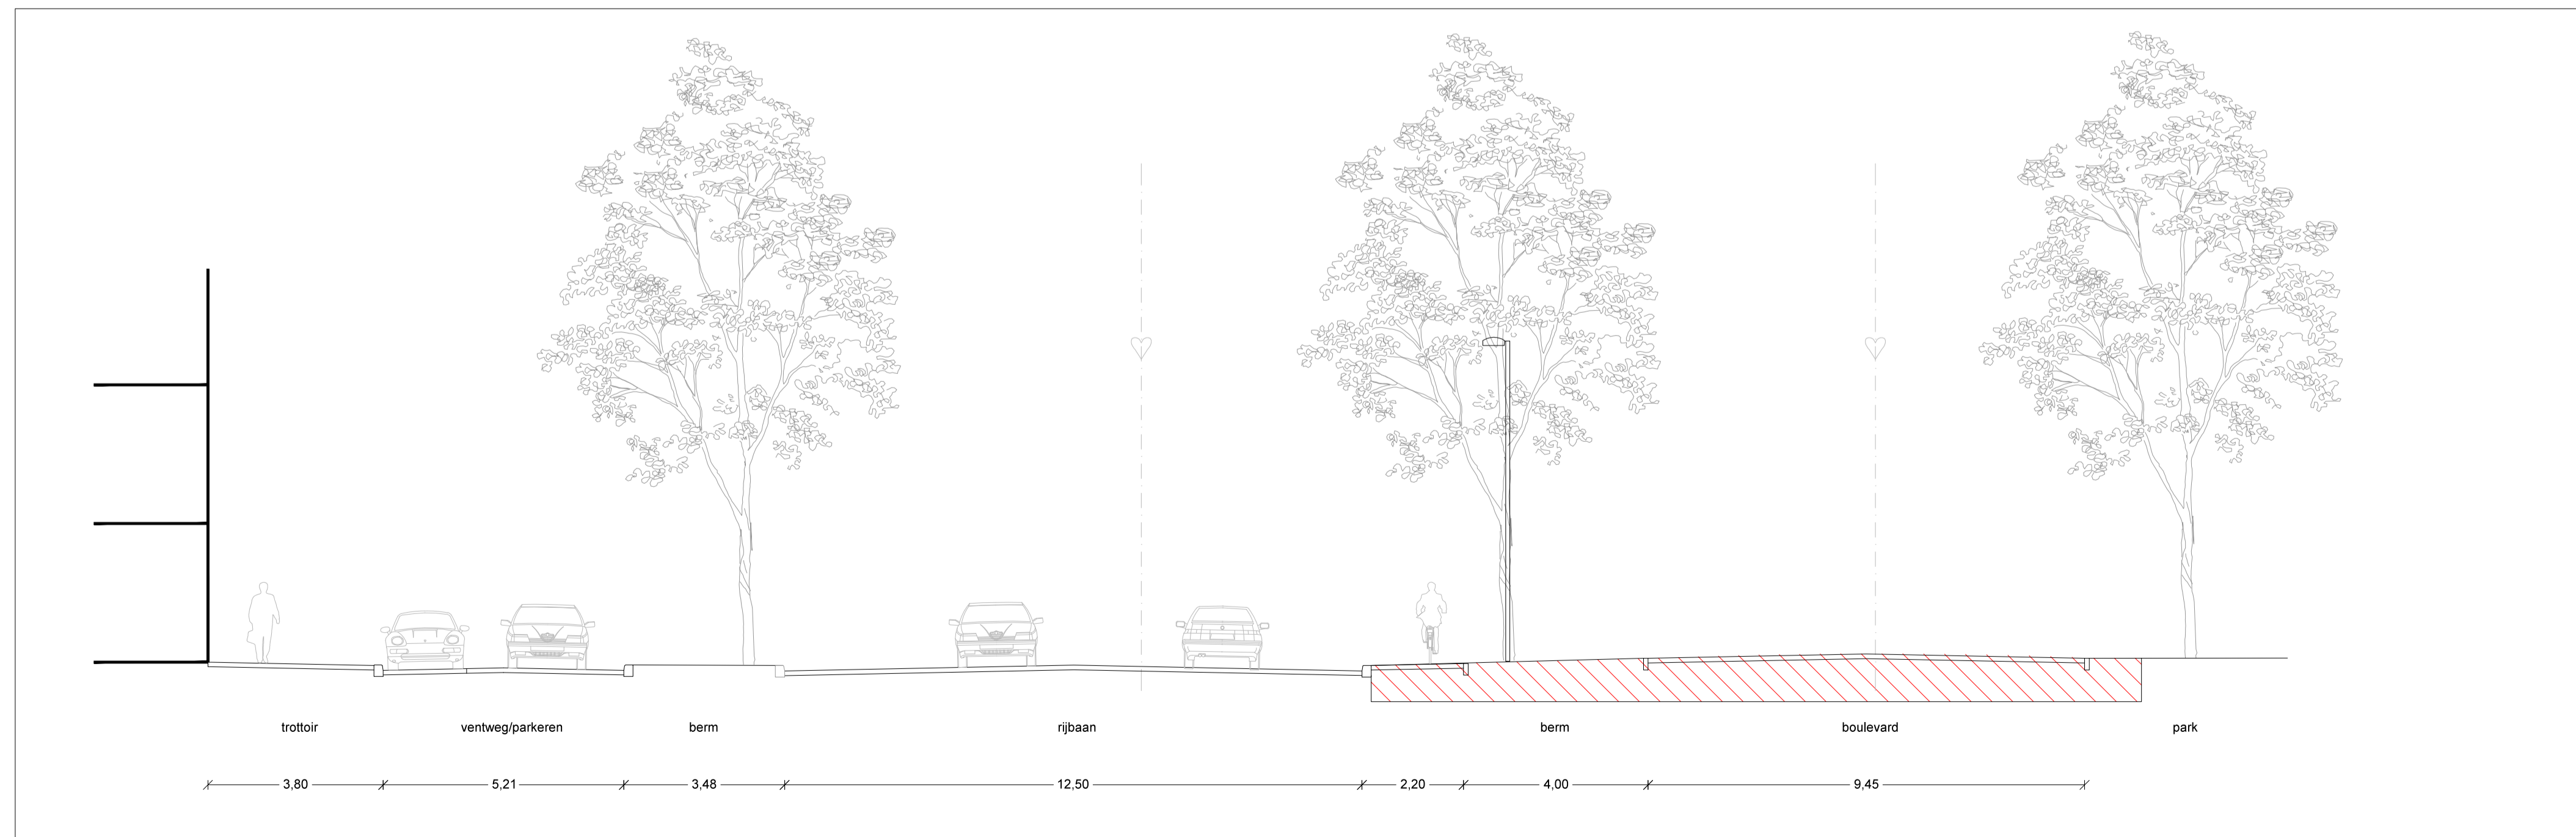 trottoir ventweg/parkeren berm rijbaan berm boulevard park
3,80 5,21 3,48 12,50 2,20 4,00 9,45